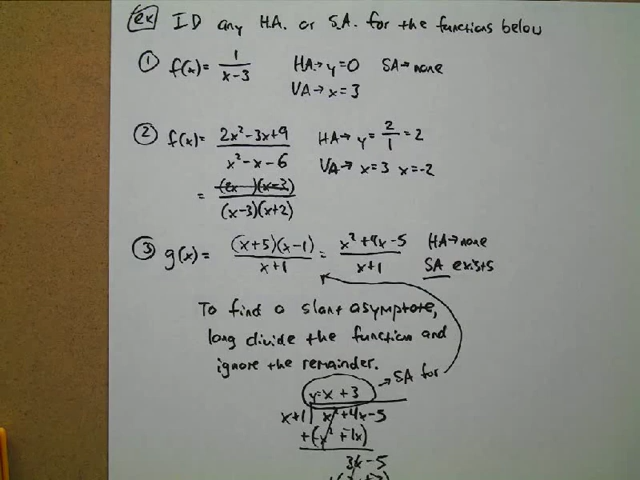 ex ID any H.A. or S.A. for the functions below
① f(x) = 1/(x-3) HA→ y=0 SA→ none
VA→ x=3
② f(x) = (2x²-3x+9)/(x²-x-6) HA→ y = 2/1 = 2
VA→ x=3 x=-2
= (2x )(x-3)/(x-3)(x+2)
③ g(x) = (x+5)(x-1)/(x+1) = (x²+4x-5)/(x+1) HA→ none
SA exists
To find a slant asymptote,
long divide the function and
ignore the remainder.
y=x+3 → SA for
x+1 x²+4x-5
+(-x²+-1x)
3x-5